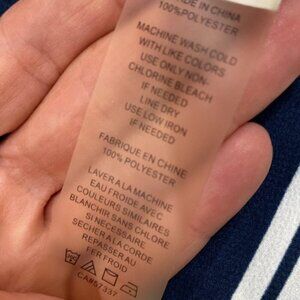 MADE IN CHINA
100%POLYESTER
MACHINE WASH COLD
WITH LIKE COLORS
USE ONLY NON-
CHLORINE BLEACH
IF NEEDED
LINE DRY
USE LOW IRON
IF NEEDED
FABRIQUE EN CHINE
100% POLYESTER
LAVER A LA MACHINE
EAU FROIDE AVEC
COULEURS SIMILAIRES
BLANCHIR SANS CHLORE
SI NECESSAIRE
SECHER A LA CORDE
REPASSER AU
FER FROID